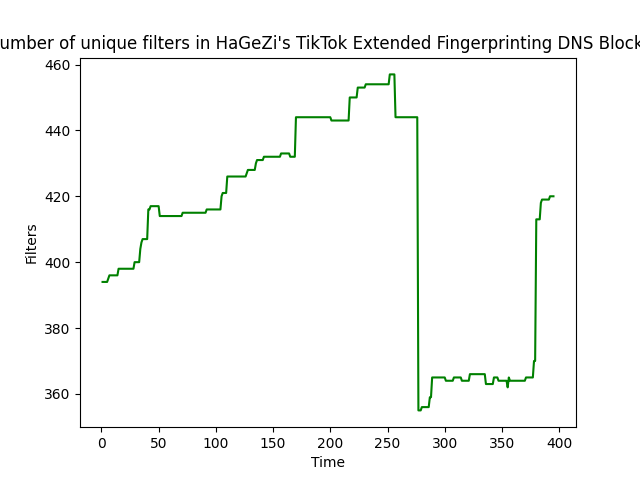 umber of unique filters in HaGeZi's TikTok Extended Fingerprinting DNS Block
460
440
420
400
380
360
Filters
0 50 100 150 200 250 300 350 400
Time